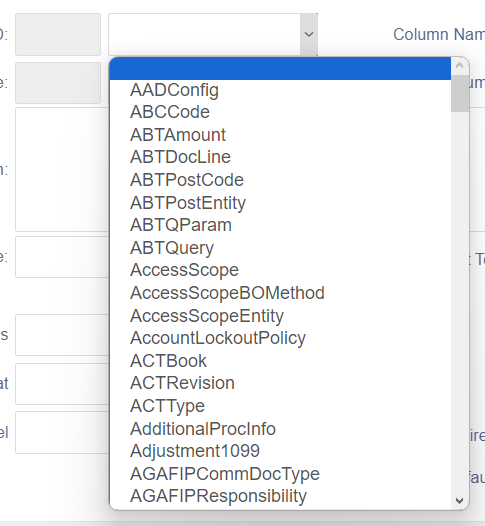 D:
Column Nam
e:
um
AADConfig
ABCCode
ABTAmount
n:
ABTDocLine
ABTPostCode
ABTPostEntity
ABTQParam
ABTQuery
e:
t T
AccessScope
AccessScopeBOMethod
AccessScopeEntity
s
AccountLockoutPolicy
ACTBook
at
ACTRevision
ACTType
AdditionalProcInfo
el
ire
Adjustment1099
AGAFIPCommDocType
fau
AGAFIPResponsibility